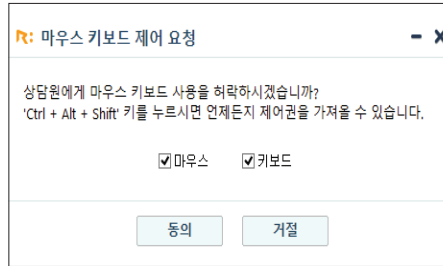 R: 마우스 키보드 제어 요청
상담원에게 마우스 키보드 사용을 허락하시겠습니까?
'Ctrl + Alt + Shift' 키를 누르시면 언제든지 제어권을 가져올 수 있습니다.
마우스 키보드
동의 거절